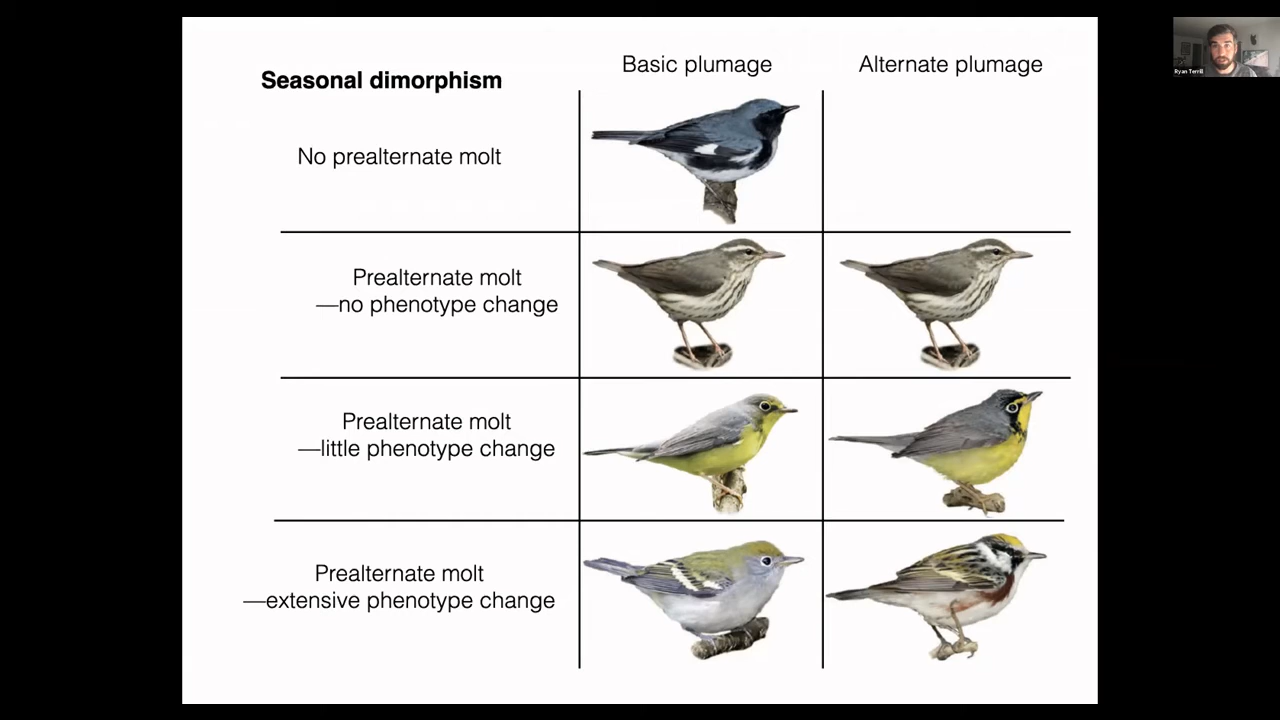 Seasonal dimorphism
Basic plumage
Alternate plumage
No prealternate molt
Prealternate molt
—no phenotype change
Prealternate molt
—little phenotype change
Prealternate molt
—extensive phenotype change
Ryan Terrill